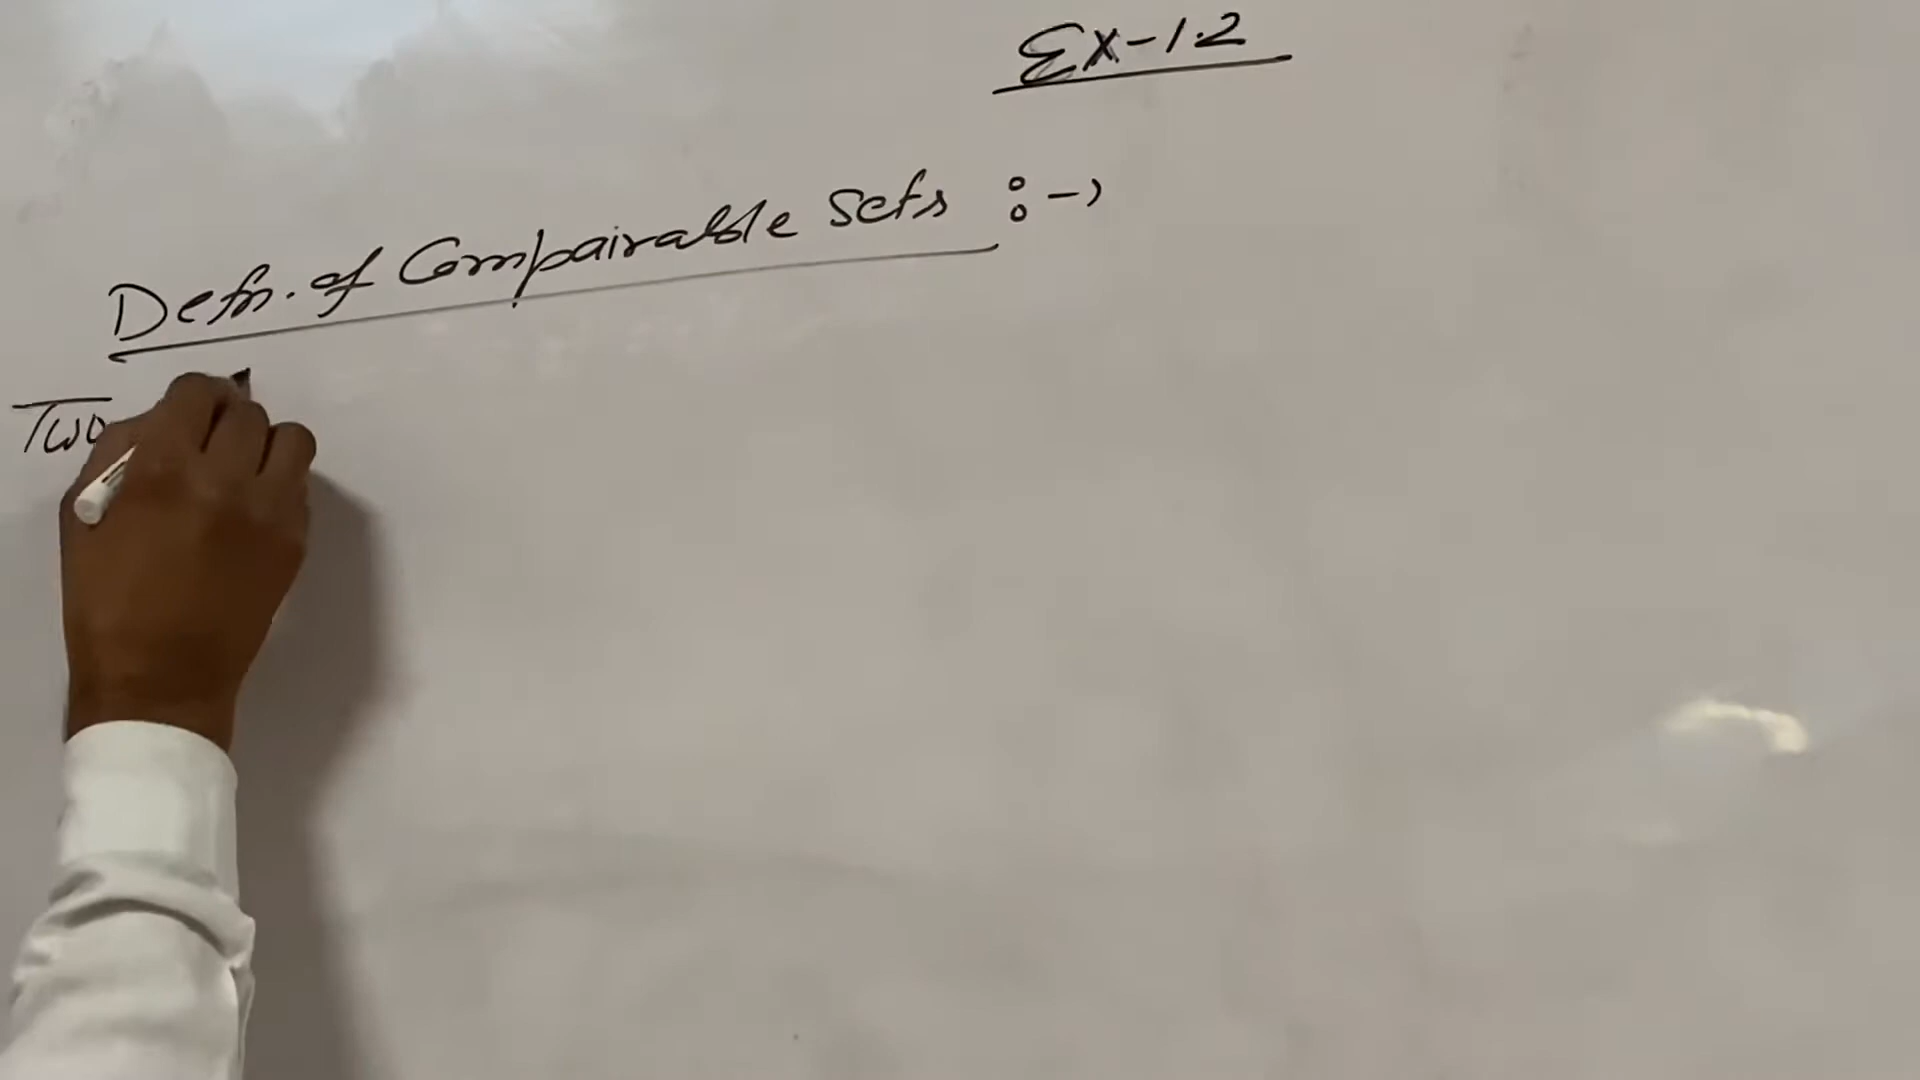 Ex-1.2
Defn. of Compairable Sets :->
Two